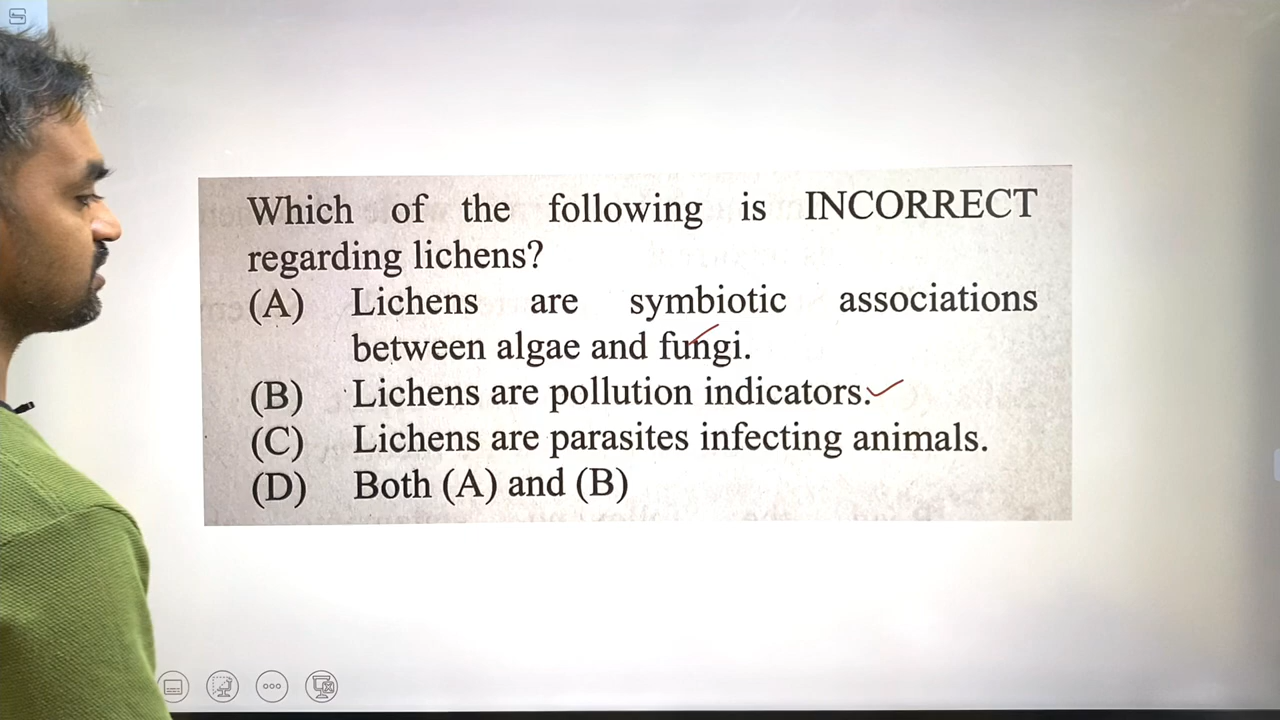 Which of the following is INCORRECT
regarding lichens?
(A) Lichens are symbiotic associations
between algae and fungi.
(B) Lichens are pollution indicators.
(C) Lichens are parasites infecting animals.
(D) Both (A) and (B)